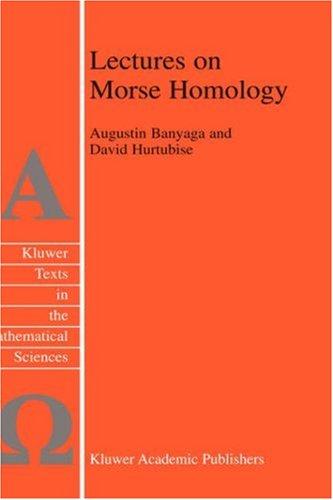 Lectures on
Morse Homology
Augustin Banyaga and
David Hurtubise
Α
Kluwer
Texts
in
the
athematical
Sciences
Ω
Kluwer Academic Publishers